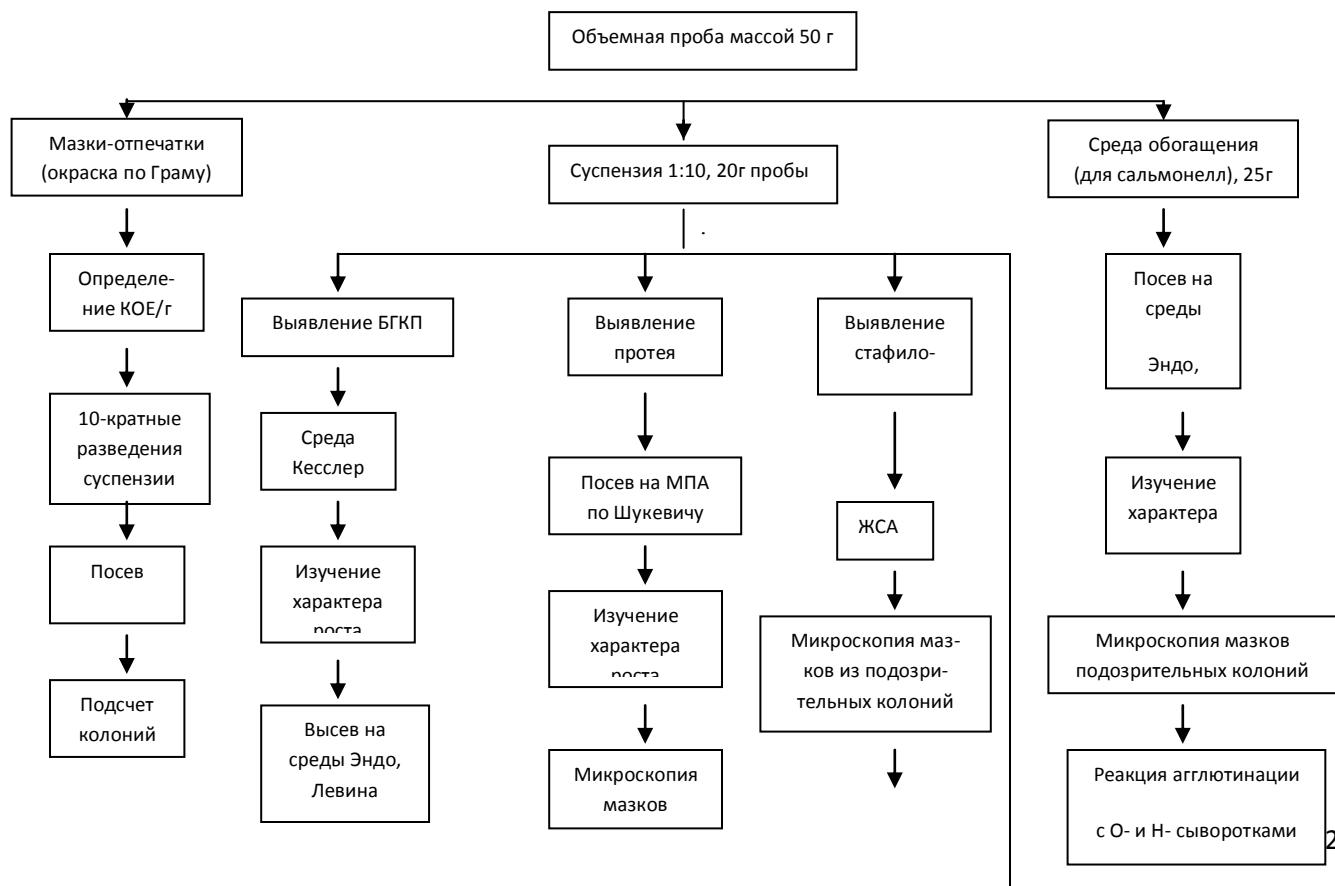 Объемная проба массой 50 г
Мазки-отпечатки
(окраска по Граму)
Суспензия 1:10, 20г пробы
.
Среда обогащения
(для сальмонелл), 25г
Определе-
ние КОЕ/г
10-кратные
разведения
суспензии
Посев
Подсчет
колоний
Выявление БГКП
Среда
Кесслер
Изучение
характера
роста
Высев на
среды Эндо,
Левина
Выявление
протея
Посев на МПА
по Шукевичу
Изучение
характера
роста
Микроскопия
мазков
Выявление
стафило-
ЖСА
Микроскопия маз-
ков из подозри-
тельных колоний
Посев на
среды
Эндо,
Изучение
характера
Микроскопия мазков
подозрительных колоний
Реакция агглютинации
с О- и Н- сыворотками
2